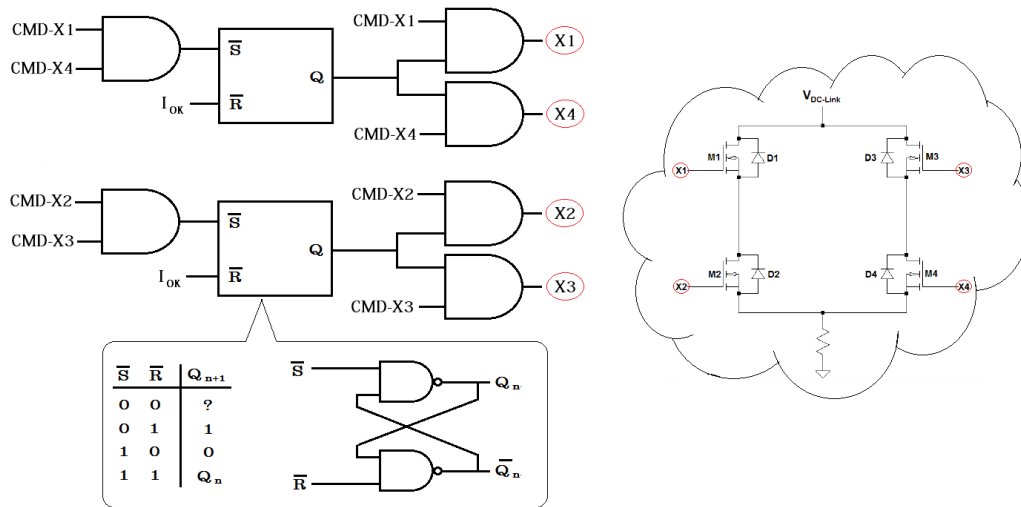 CMD-X1
CMD-X4
S̅
R̅
Q
I_OK
CMD-X1
CMD-X4
X1
X4
CMD-X2
CMD-X3
S̅
R̅
Q
I_OK
CMD-X2
CMD-X3
X2
X3
S̅ R̅ Q_n+1
0 0 ?
0 1 1
1 0 0
1 1 Q_n
S̅
Q_n
R̅
Q̅_n
V_DC-Link
X1 M1 D1
D3 M3 X3
X2 M2 D2
D4 M4 X4